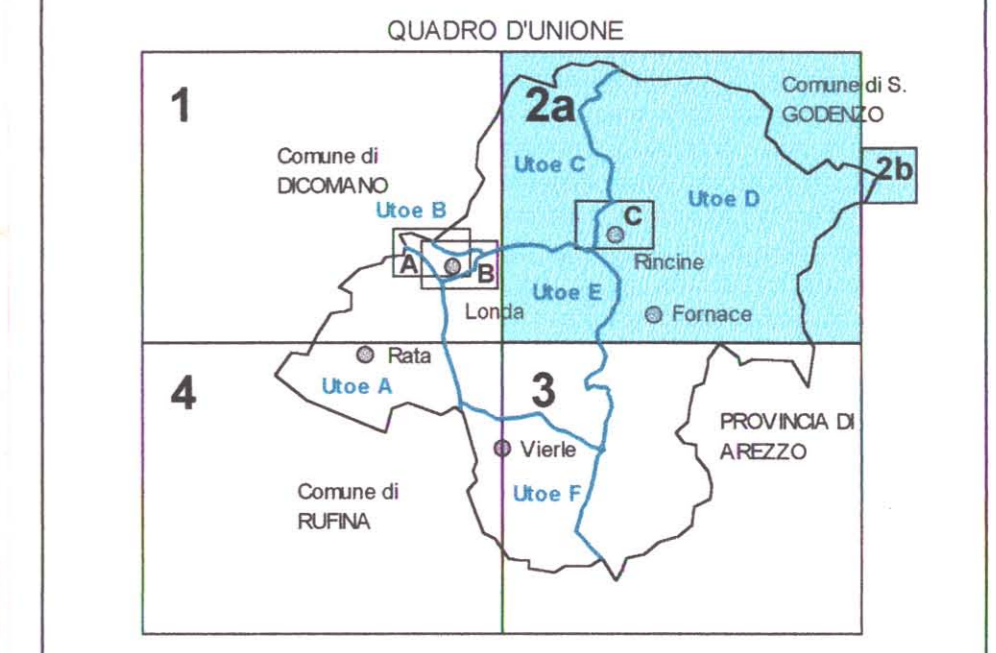 QUADRO D'UNIONE
1
2a
Comune di S.
GODENZO
Comune di
DICOMANO
Utoe C
2b
Utoe B
Utoe D
C
A
B
Rincine
Utoe E
Londa
Fornace
Rata
4
Utoe A
3
PROVINCIA DI
AREZZO
Vierle
Comune di
RUFINA
Utoe F